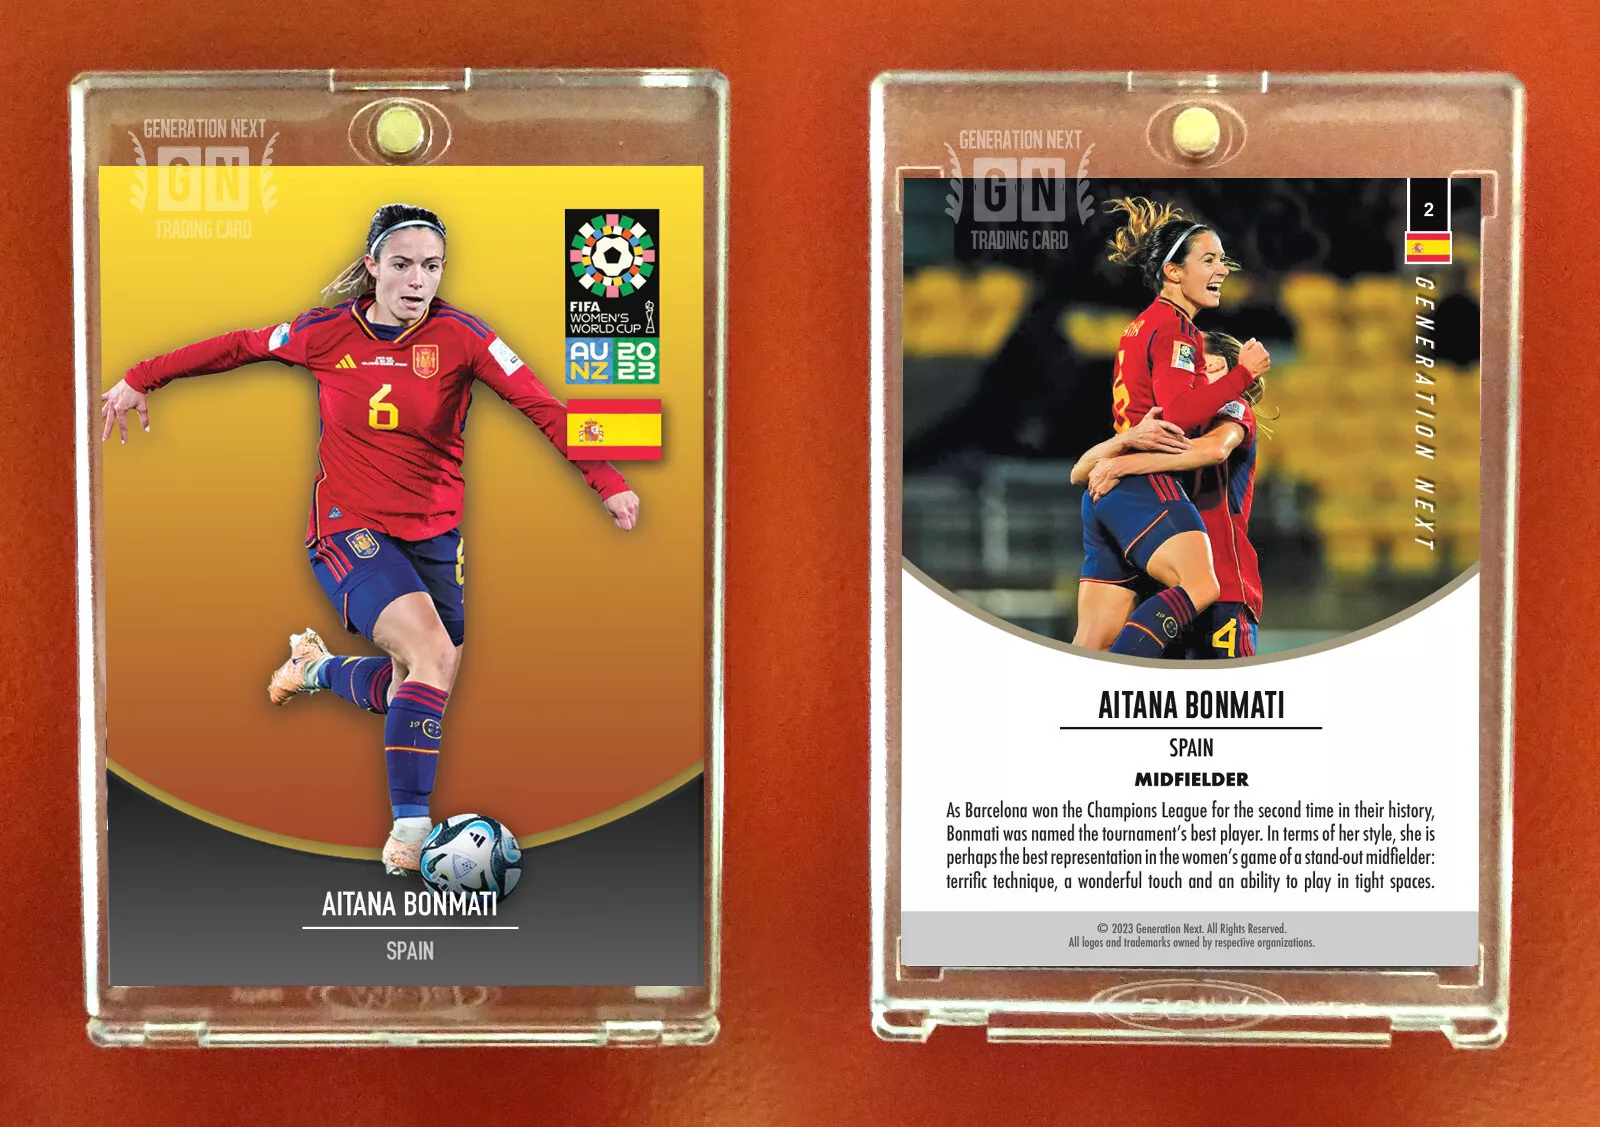 GENERATION NEXT
GN
TRADING CARD
FIFA
WOMEN'S
WORLD CUP
AU 20
NZ 23
6
AITANA BONMATI
SPAIN
GENERATION NEXT
GN
TRADING CARD
2
GENERATION NEXT
4
AITANA BONMATI
SPAIN
MIDFIELDER
As Barcelona won the Champions League for the second time in their history,
Bonmati was named the tournament's best player. In terms of her style, she is
perhaps the best representation in the women's game of a stand-out midfielder:
terrific technique, a wonderful touch and an ability to play in tight spaces.
© 2023 Generation Next. All Rights Reserved.
All logos and trademarks owned by respective organizations.